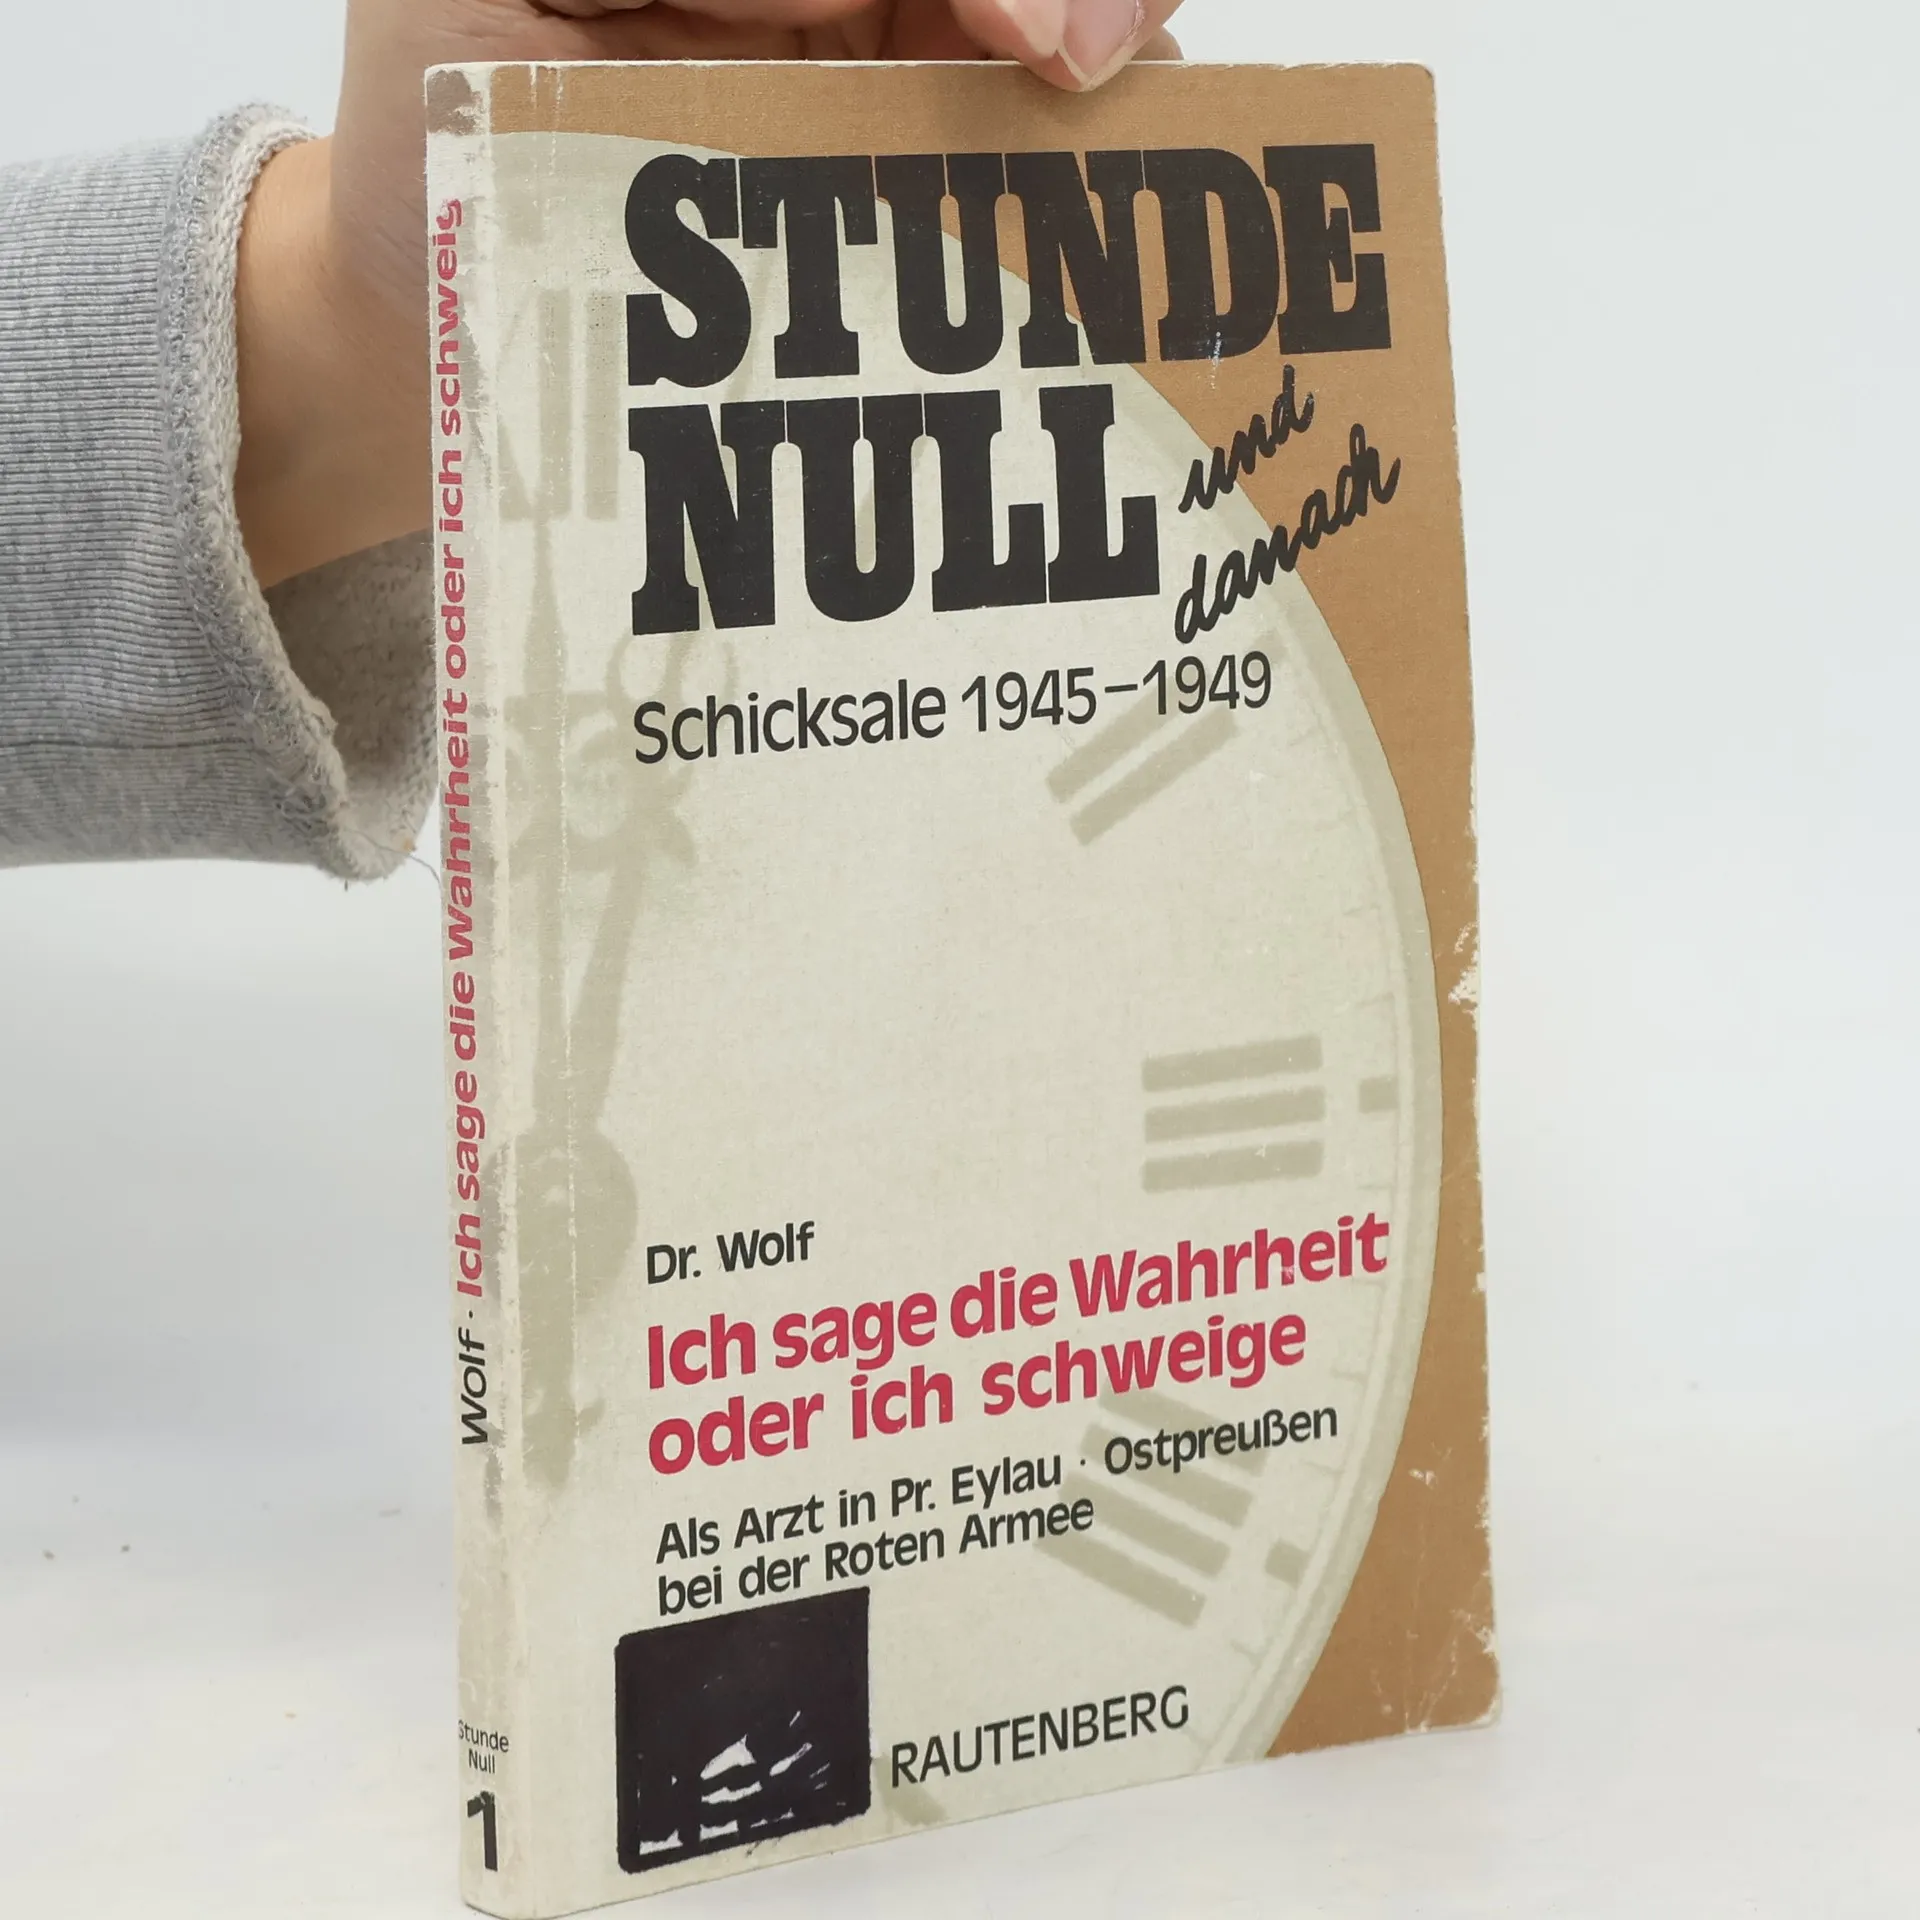 STUNDE
NULL
und
danach
Schicksale 1945–1949
Dr. Wolf
Ich sage die Wahrheit
oder ich schweige
Als Arzt in Pr. Eylau · Ostpreußen
bei der Roten Armee
RAUTENBERG
Wolf · Ich sage die Wahrheit oder ich schweig
Stunde
Null
1